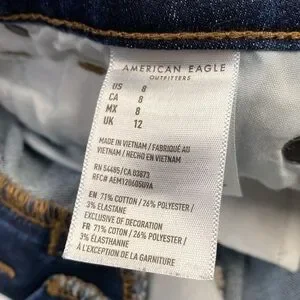 AMERICAN EAGLE
OUTFITTERS
US 8
CA 8
MX 8
UK 12
MADE IN VIETNAM / FABRIQUÉ AU
VIETNAM / HECHO EN VIETNAM
RN 54485/CA 03873
EN 71% COTTON / 26% POLYESTER /
3% ELASTANE
EXCLUSIVE OF DECORATION
FR 71% COTON / 26% POLYESTER /
3% ÉLASTHANNE
À L'EXCEPTION DE LA GARNITURE